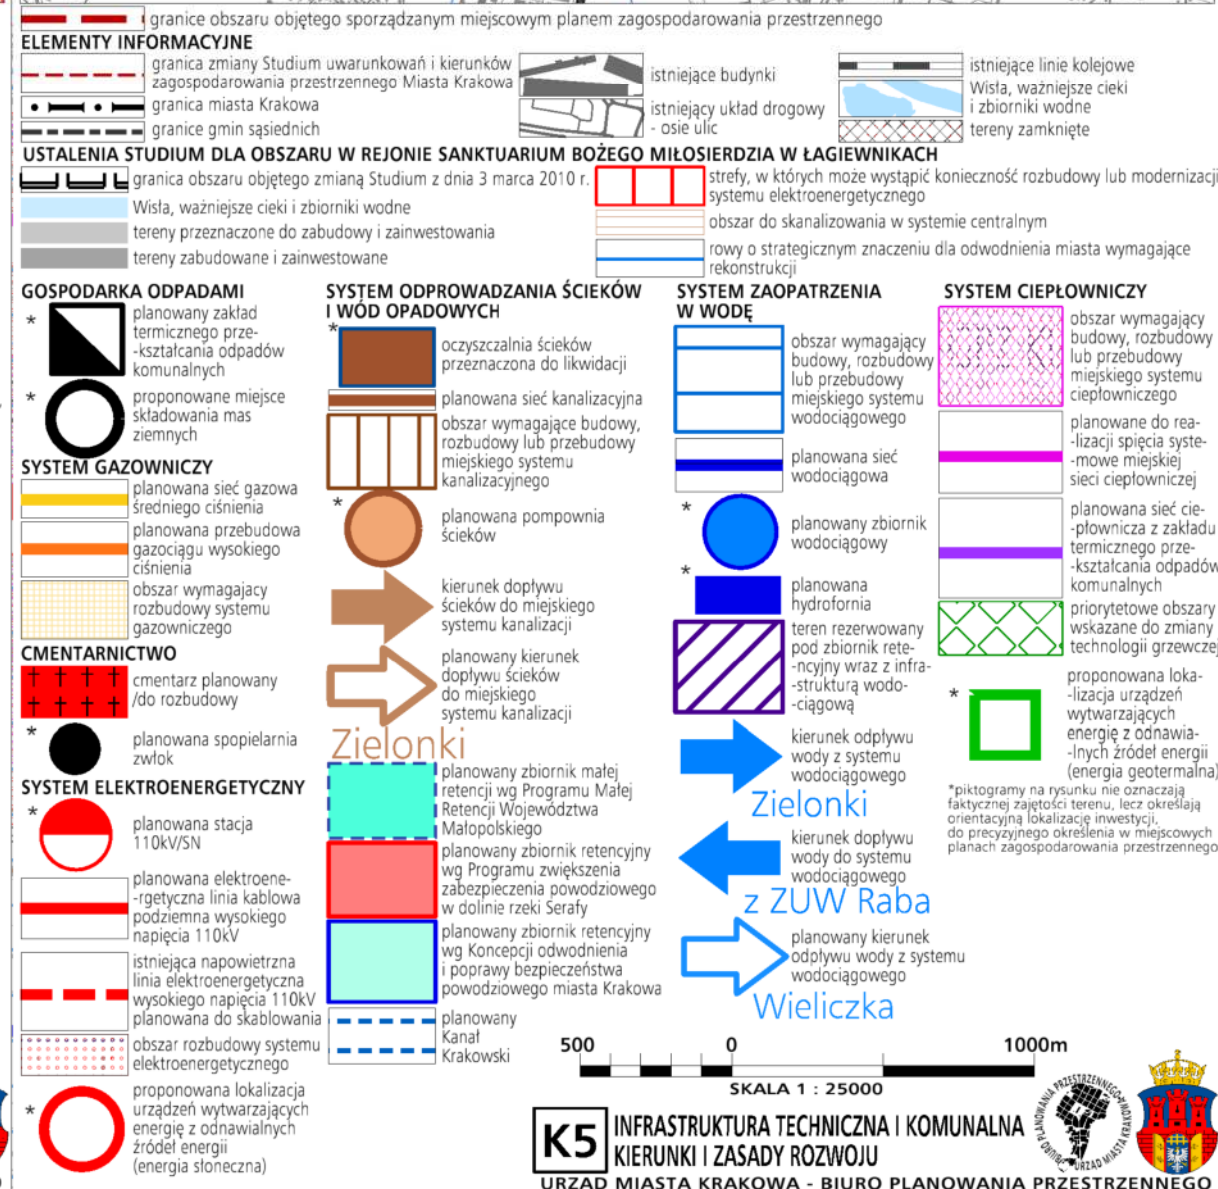 granice obszaru objętego sporządzanym miejscowym planem zagospodarowania przestrzennego
ELEMENTY INFORMACYJNE
granica zmiany Studium uwarunkowań i kierunków
zagospodarowania przestrzennego Miasta Krakowa
granica miasta Krakowa
granice gmin sąsiednich
istniejące budynki
istniejący układ drogowy
- osie ulic
istniejące linie kolejowe
Wisła, ważniejsze cieki
i zbiorniki wodne
tereny zamknięte
USTALENIA STUDIUM DLA OBSZARU W REJONIE SANKTUARIUM BOŻEGO MIŁOSIERDZIA W ŁAGIEWNIKACH
granica obszaru objętego zmianą Studium z dnia 3 marca 2010 r.
Wisła, ważniejsze cieki i zbiorniki wodne
tereny przeznaczone do zabudowy i zainwestowania
tereny zabudowane i zainwestowane
strefy, w których może wystąpić konieczność rozbudowy lub modernizacji
systemu elektroenergetycznego
obszar do skanalizowania w systemie centralnym
rowy o strategicznym znaczeniu dla odwodnienia miasta wymagające
rekonstrukcji
GOSPODARKA ODPADAMI
*
planowany zakład
termicznego prze-
-kształcania odpadów
komunalnych
*
proponowane miejsce
składowania mas
ziemnych
SYSTEM GAZOWNICZY
planowana sieć gazowa
średniego ciśnienia
planowana przebudowa
gazociągu wysokiego
ciśnienia
obszar wymagajacy
rozbudowy systemu
gazowniczego
CMENTARNICTWO
cmentarz planowany
/do rozbudowy
*
planowana spopielarnia
zwłok
SYSTEM ELEKTROENERGETYCZNY
*
planowana stacja
110kV/SN
planowana elektroene-
-rgetyczna linia kablowa
podziemna wysokiego
napięcia 110kV
istniejąca napowietrzna
linia elektroenergetyczna
wysokiego napięcia 110kV
planowana do skablowania
obszar rozbudowy systemu
elektroenergetycznego
*
proponowana lokalizacja
urządzeń wytwarzających
energię z odnawialnych
źródeł energii
(energia słoneczna)
SYSTEM ODPROWADZANIA ŚCIEKÓW
I WÓD OPADOWYCH
*
oczyszczalnia ścieków
przeznaczona do likwidacji
planowana sieć kanalizacyjna
obszar wymagające budowy,
rozbudowy lub przebudowy
miejskiego systemu
kanalizacyjnego
*
planowana pompownia
ścieków
kierunek dopływu
ścieków do miejskiego
systemu kanalizacji
planowany kierunek
dopływu ścieków
do miejskiego
systemu kanalizacji
Zielonki
planowany zbiornik małej
retencji wg Programu Małej
Retencji Województwa
Małopolskiego
planowany zbiornik retencyjny
wg Programu zwiększenia
zabezpieczenia powodziowego
w dolinie rzeki Serafy
planowany zbiornik retencyjny
wg Koncepcji odwodnienia
i poprawy bezpieczeństwa
powodziowego miasta Krakowa
planowany
Kanał
Krakowski
SYSTEM ZAOPATRZENIA
W WODĘ
obszar wymagający
budowy, rozbudowy
lub przebudowy
miejskiego systemu
wodociągowego
planowana sieć
wodociągowa
*
planowany zbiornik
wodociągowy
*
planowana
hydrofornia
teren rezerwowany
pod zbiornik rete-
-ncyjny wraz z infra-
-strukturą wodo-
-ciągową
kierunek odpływu
wody z systemu
wodociągowego
Zielonki
kierunek dopływu
wody do systemu
wodociągowego
z ZUW Raba
planowany kierunek
odpływu wody z systemu
wodociągowego
Wieliczka
SYSTEM CIEPŁOWNICZY
obszar wymagający
budowy, rozbudowy
lub przebudowy
miejskiego systemu
ciepłowniczego
planowane do rea-
-lizacji spięcia syste-
-mowe miejskiej
sieci ciepłowniczej
planowana sieć cie-
-płownicza z zakładu
termicznego prze-
-kształcania odpadów
komunalnych
priorytetowe obszary
wskazane do zmiany
technologii grzewczej
*
proponowana loka-
-lizacja urządzeń
wytwarzających
energię z odnawia-
-lnych źródeł energii
(energia geotermalna)
*piktogramy na rysunku nie oznaczają
faktycznej zajętości terenu, lecz określają
orientacyjną lokalizację inwestycji,
do precyzyjnego określenia w miejscowych
planach zagospodarowania przestrzennego
500 0 1000m
SKALA 1 : 25000
K5
INFRASTRUKTURA TECHNICZNA I KOMUNALNA
KIERUNKI I ZASADY ROZWOJU
BIURO PLANOWANIA PRZESTRZENNEGO
URZĄD MIASTA KRAKOWA
URZĄD MIASTA KRAKOWA - BIURO PLANOWANIA PRZESTRZENNEGO